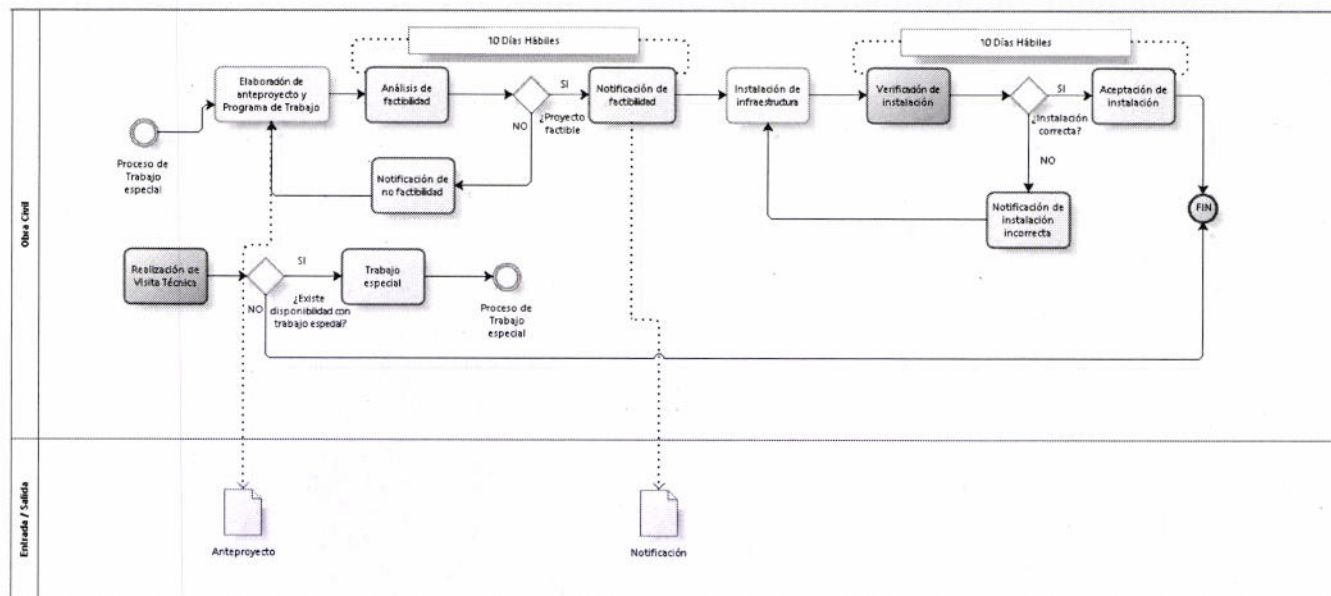 Obra Civil
10 Días Hábiles
10 Días Hábiles
Elaboración de
anteproyecto y
Programa de Trabajo
Análisis de
factibilidad
SI
¿Proyecto
factible
NO
Notificación de
factibilidad
Instalación de
infraestructura
Verificación de
instalación
SI
¿Instalación
correcta?
NO
Aceptación de
instalación
Proceso de
Trabajo
especial
Notificación de
no factibilidad
Notificación de
instalación
incorrecta
FIN
Realización de
Visita Técnica
SI
NO
¿Existe
disponibilidad con
trabajo especial?
Trabajo
especial
Proceso de
Trabajo
especial
Entrada / Salida
Anteproyecto
Notificación